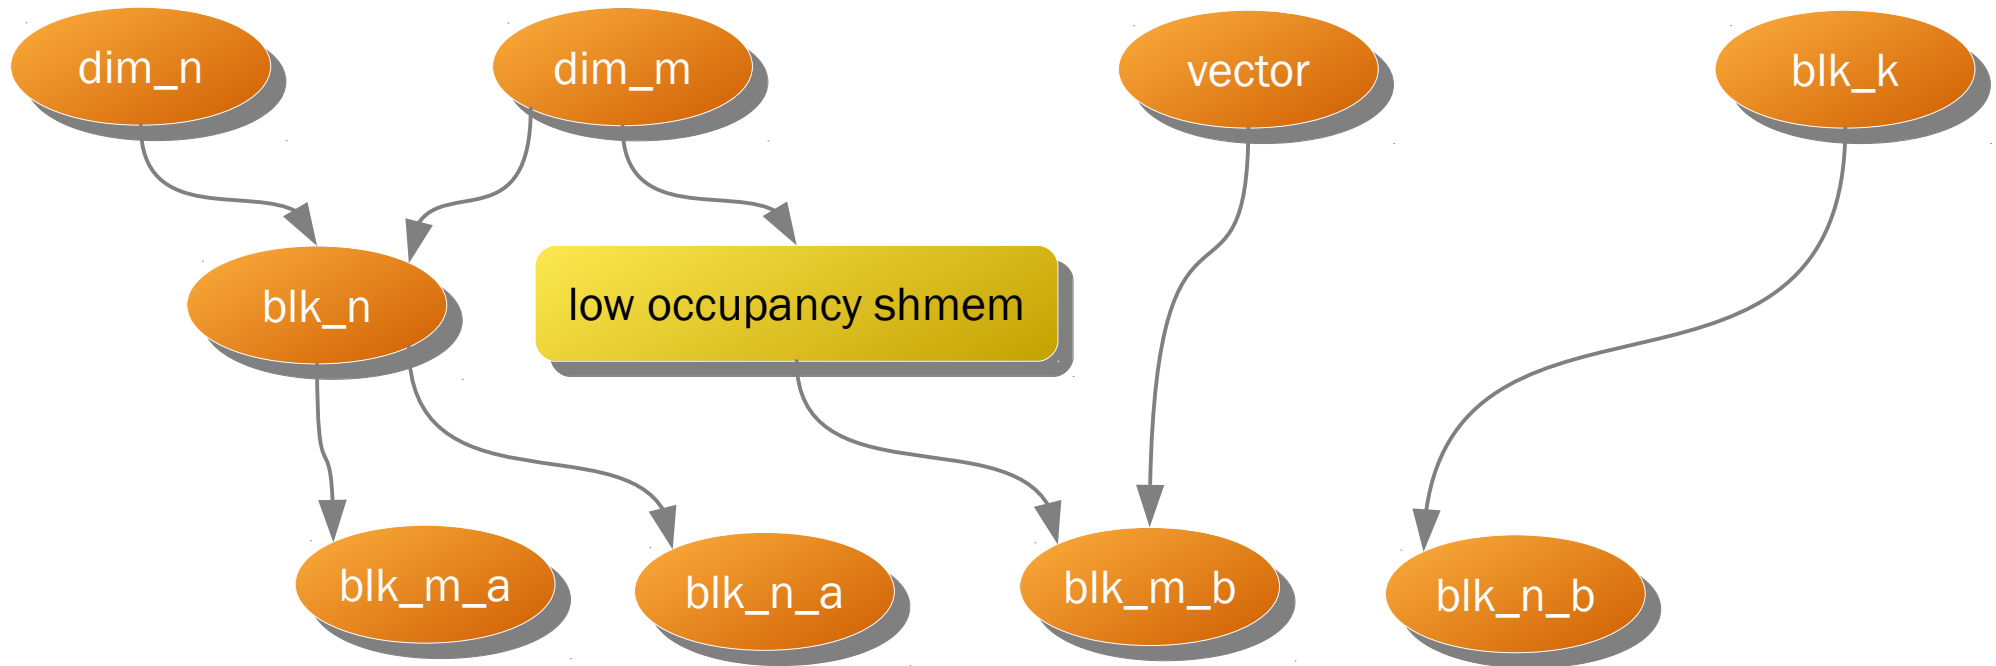 dim_n
dim_m
vector
blk_k
blk_n
low occupancy shmem
blk_m_a
blk_n_a
blk_m_b
blk_n_b